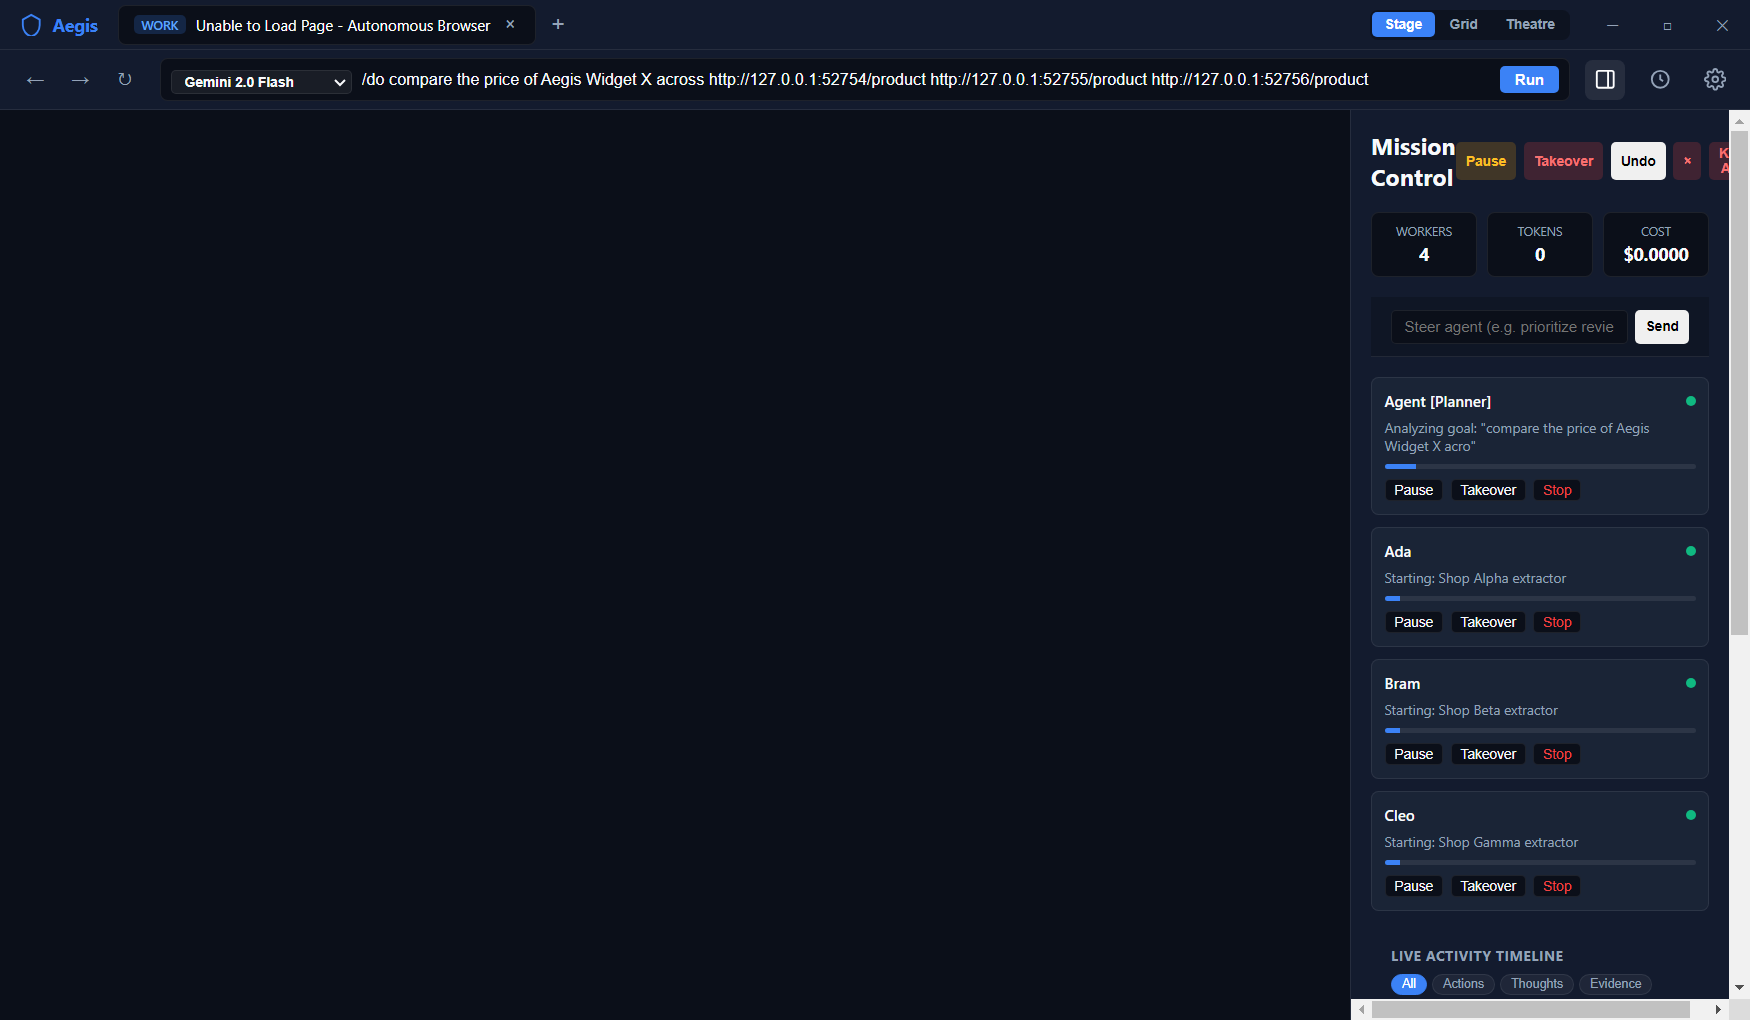 Aegis
WORK Unable to Load Page - Autonomous Browser × +
Stage Grid Theatre
Gemini 2.0 Flash
/do compare the price of Aegis Widget X across http://127.0.0.1:52754/product http://127.0.0.1:52755/product http://127.0.0.1:52756/product
Run
Mission
Control
Pause Takeover Undo ×
WORKERS TOKENS COST
4 0 $0.0000
Steer agent (e.g. prioritize revie
Send
Agent [Planner]
Analyzing goal: "compare the price of Aegis
Widget X acro"
Pause Takeover Stop
Ada
Starting: Shop Alpha extractor
Pause Takeover Stop
Bram
Starting: Shop Beta extractor
Pause Takeover Stop
Cleo
Starting: Shop Gamma extractor
Pause Takeover Stop
LIVE ACTIVITY TIMELINE
All Actions Thoughts Evidence